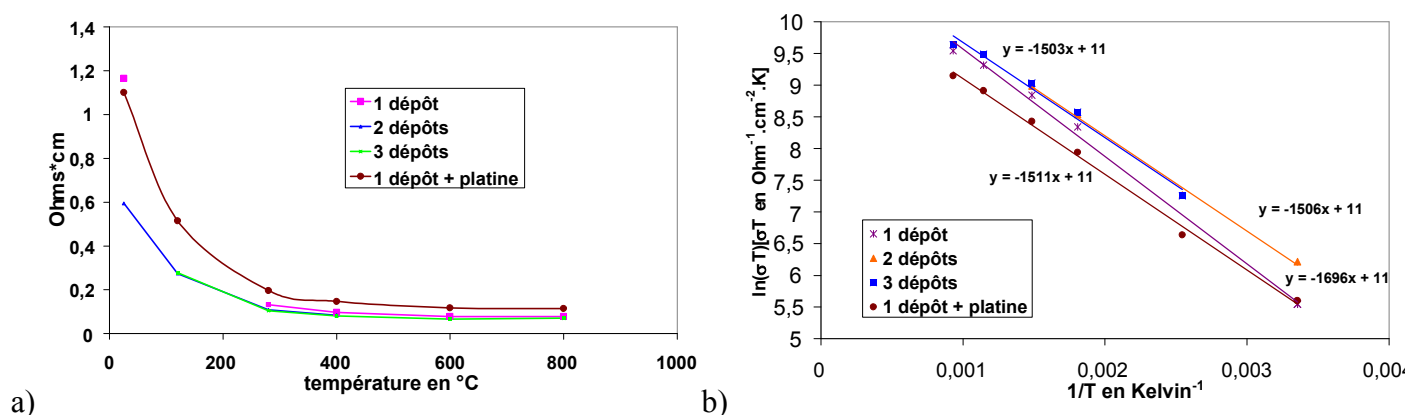 1,4
1,2
1
0,8
0,6
0,4
0,2
0
Ohms*cm
1 dépôt
2 dépôts
3 dépôts
1 dépôt + platine
0 200 400 600 800 1000
température en °C
a)
10
9,5
9
8,5
8
7,5
7
6,5
6
5,5
5
ln(σT)[σT en Ohm⁻¹.cm⁻².K)
y = -1503x + 11
y = -1511x + 11
y = -1506x + 11
y = -1696x + 11
1 dépôt
2 dépôts
3 dépôts
1 dépôt + platine
0 0,001 0,002 0,003 0,004
1/T en Kelvin⁻¹
b)